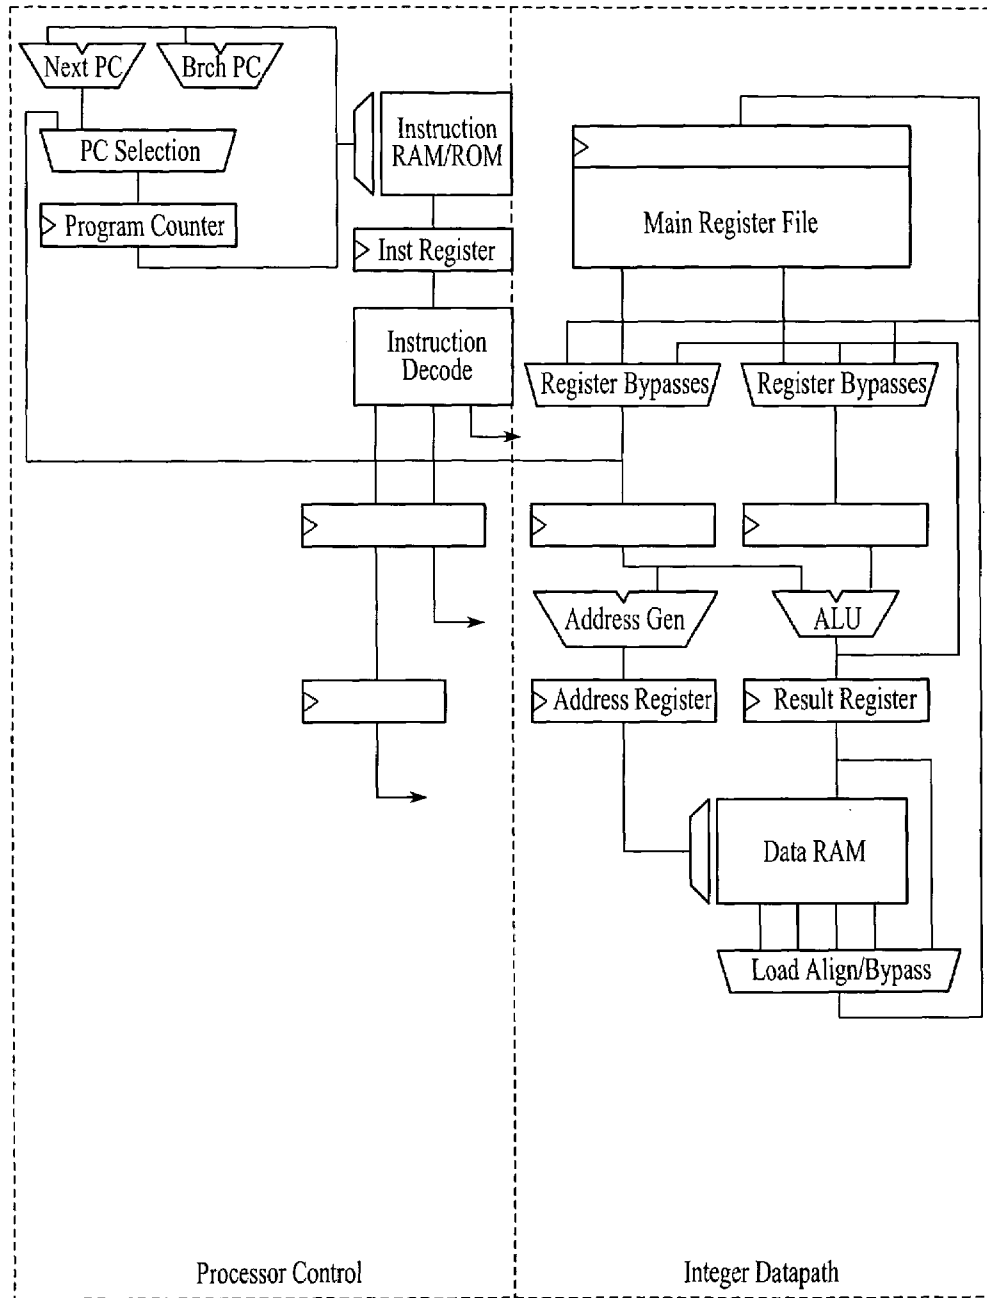 Next PC
Brch PC
PC Selection
Program Counter
Instruction
RAM/ROM
Inst Register
Instruction
Decode
Main Register File
Register Bypasses
Register Bypasses
Address Gen
ALU
Address Register
Result Register
Data RAM
Load Align/Bypass
Processor Control
Integer Datapath